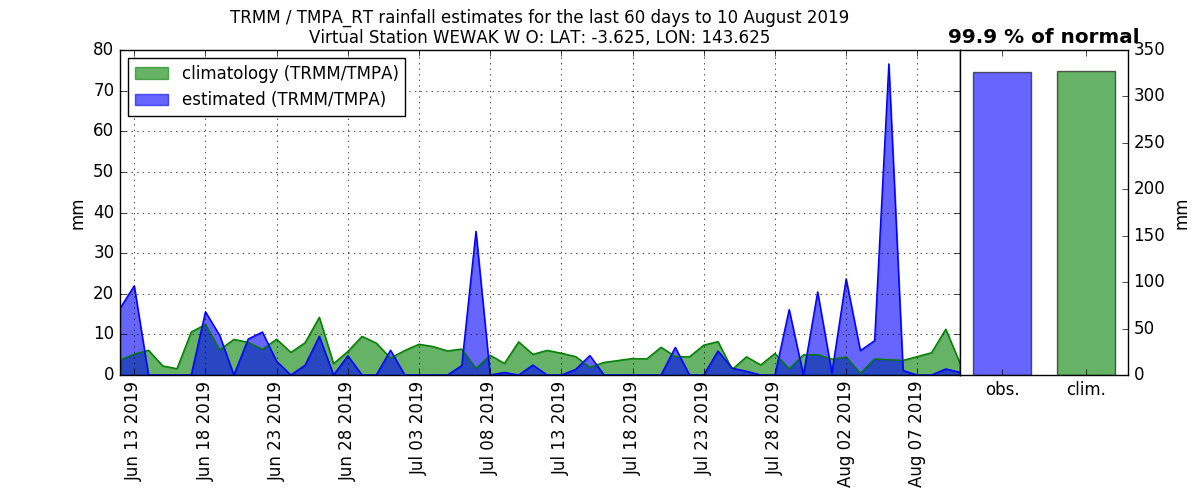 TRMM / TMPA_RT rainfall estimates for the last 60 days to 10 August 2019
Virtual Station WEWAK W O: LAT: -3.625, LON: 143.625
99.9 % of normal
climatology (TRMM/TMPA)
estimated (TRMM/TMPA)
80
70
60
50
40
30
20
10
0
mm
350
300
250
200
150
100
50
0
mm
Jun 13 2019
Jun 18 2019
Jun 23 2019
Jun 28 2019
Jul 03 2019
Jul 08 2019
Jul 13 2019
Jul 18 2019
Jul 23 2019
Jul 28 2019
Aug 02 2019
Aug 07 2019
obs.
clim.